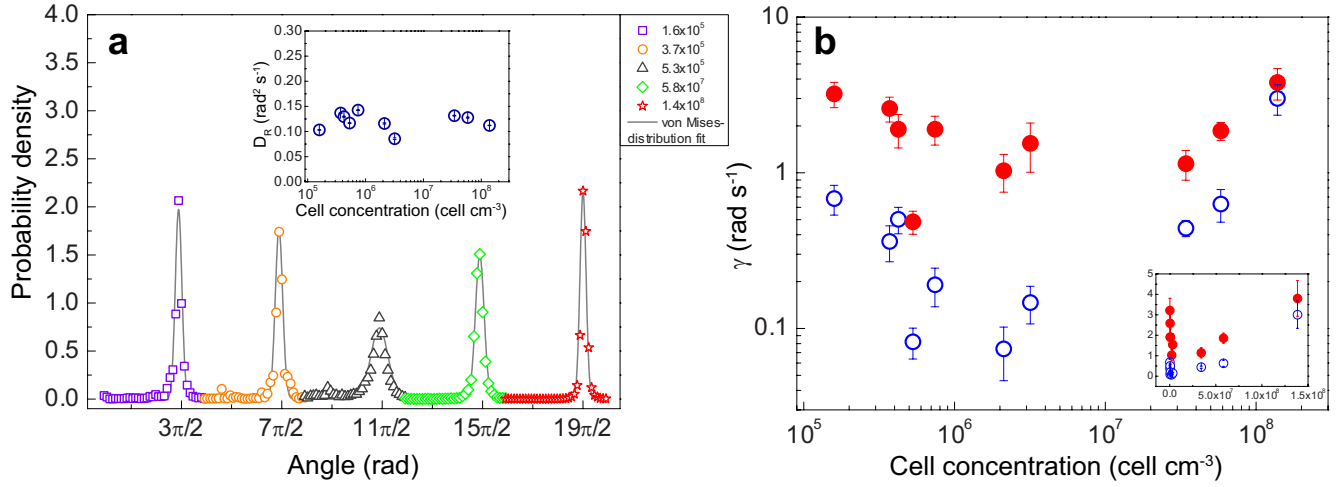 a
4.0
3.5
3.0
2.5
2.0
1.5
1.0
0.5
0.0
Probability density
3π/2
7π/2
11π/2
15π/2
19π/2
Angle (rad)
0.30
0.25
0.20
0.15
0.10
0.05
0.00
D_R (rad² s⁻¹)
10⁵
10⁶
10⁷
10⁸
Cell concentration (cell cm⁻³)
1.6x10⁵
3.7x10⁵
5.3x10⁵
5.8x10⁷
1.4x10⁸
von Mises-
distribution fit
b
10
1
0.1
γ (rad s⁻¹)
10⁵
10⁶
10⁷
10⁸
Cell concentration (cell cm⁻³)
5
4
3
2
1
0
0.0
5.0x10⁷
1.0x10⁸
1.5x10⁸